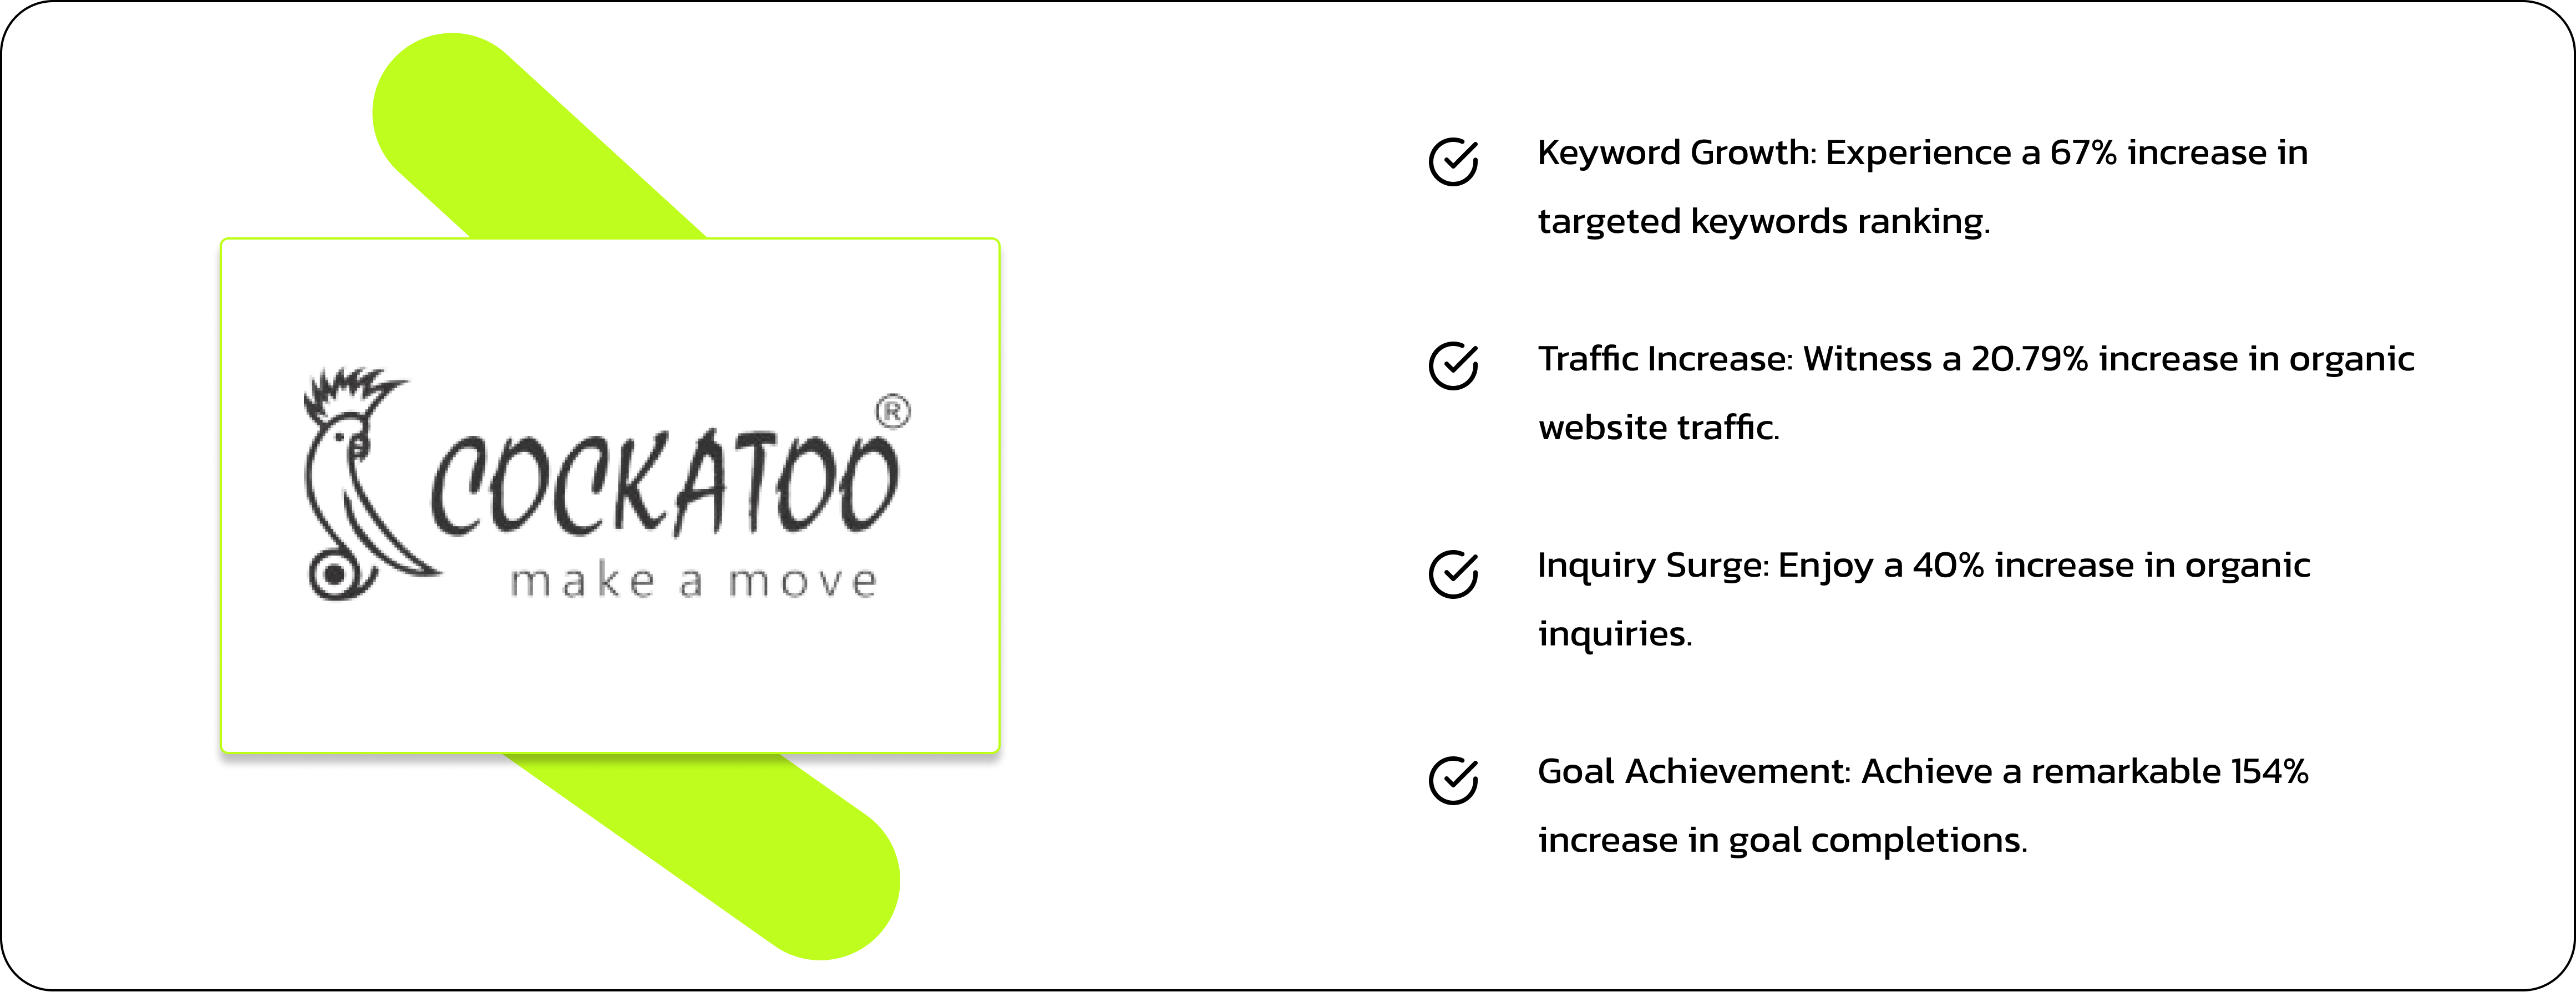 COCKATOO®
make a move
Keyword Growth: Experience a 67% increase in
targeted keywords ranking.
Traffic Increase: Witness a 20.79% increase in organic
website traffic.
Inquiry Surge: Enjoy a 40% increase in organic
inquiries.
Goal Achievement: Achieve a remarkable 154%
increase in goal completions.